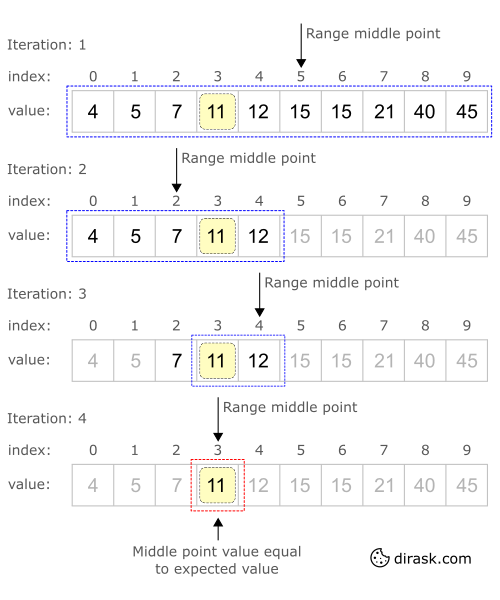 Range middle point
Iteration: 1
index: 0 1 2 3 4 5 6 7 8 9
value: 4 5 7 11 12 15 15 21 40 45
Range middle point
Iteration: 2
index: 0 1 2 3 4 5 6 7 8 9
value: 4 5 7 11 12 15 15 21 40 45
Range middle point
Iteration: 3
index: 0 1 2 3 4 5 6 7 8 9
value: 4 5 7 11 12 15 15 21 40 45
Range middle point
Iteration: 4
index: 0 1 2 3 4 5 6 7 8 9
value: 4 5 7 11 12 15 15 21 40 45
Middle point value equal
to expected value
dirask.com